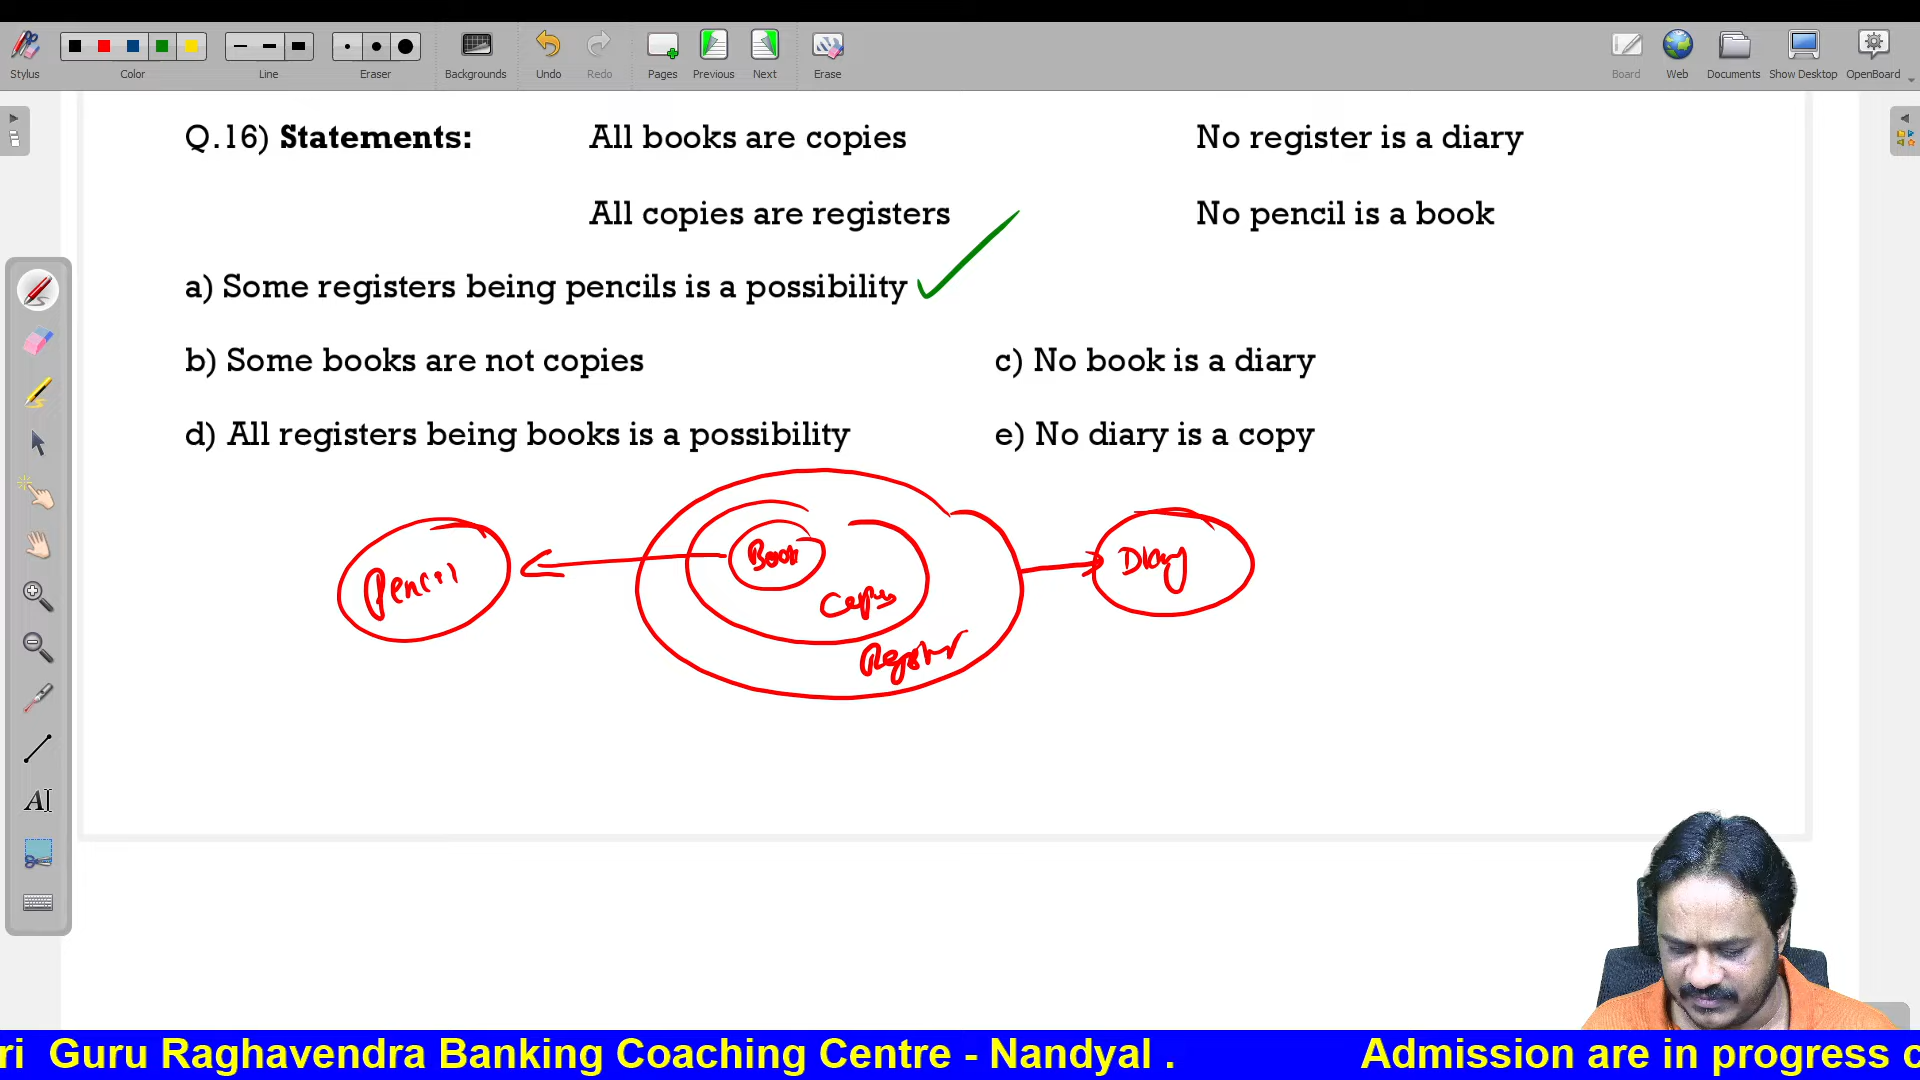 Stylus
Color
Line
Eraser
Backgrounds
Undo
Redo
Pages
Previous
Next
Erase
Board
Web
Documents
Show Desktop
OpenBoard
Q.16) Statements: All books are copies No register is a diary
All copies are registers No pencil is a book
a) Some registers being pencils is a possibility
b) Some books are not copies c) No book is a diary
d) All registers being books is a possibility e) No diary is a copy
Pencil
Book
Copies
Register
Diary
ri Guru Raghavendra Banking Coaching Centre - Nandyal . Admission are in progress c